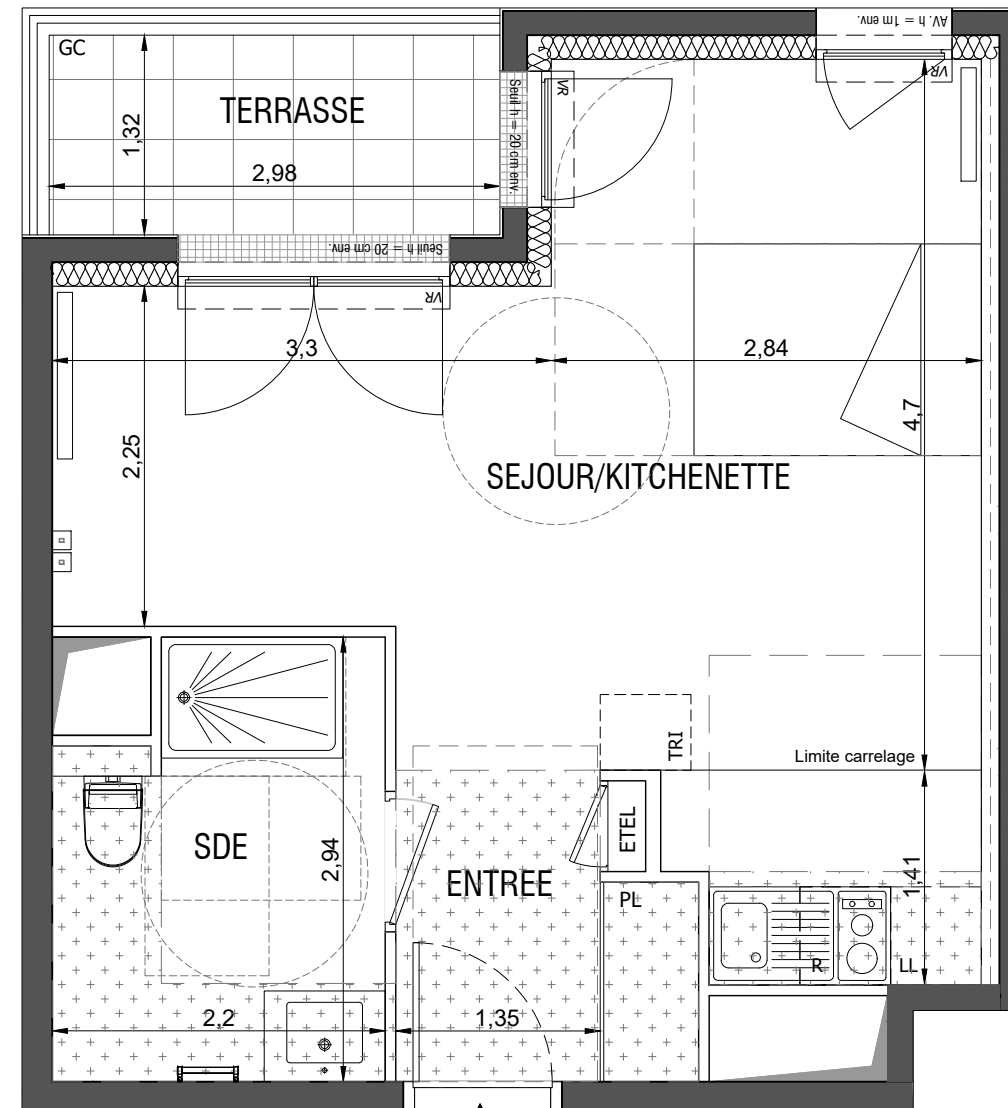 GC
TERRASSE
1,32
2,98
Seuil h = 20 cm env.
VR
AV. h = 1m env.
VR
Seuil h = 20 cm env.
VR
3,3
2,84
2,25
4,7
SEJOUR/KITCHENETTE
TRI
Limite carrelage
ETEL
SDE
2,94
ENTREE
PL
1,41
R
LL
2,2
1,35